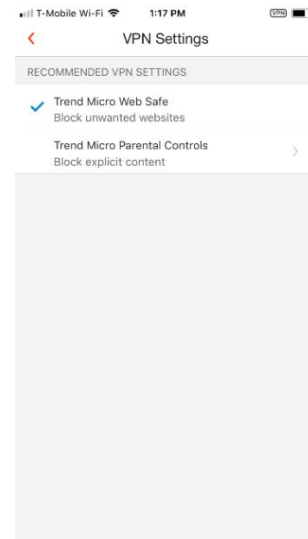 T-Mobile Wi-Fi 1:17 PM VPN
VPN Settings
RECOMMENDED VPN SETTINGS
Trend Micro Web Safe
Block unwanted websites
Trend Micro Parental Controls
Block explicit content